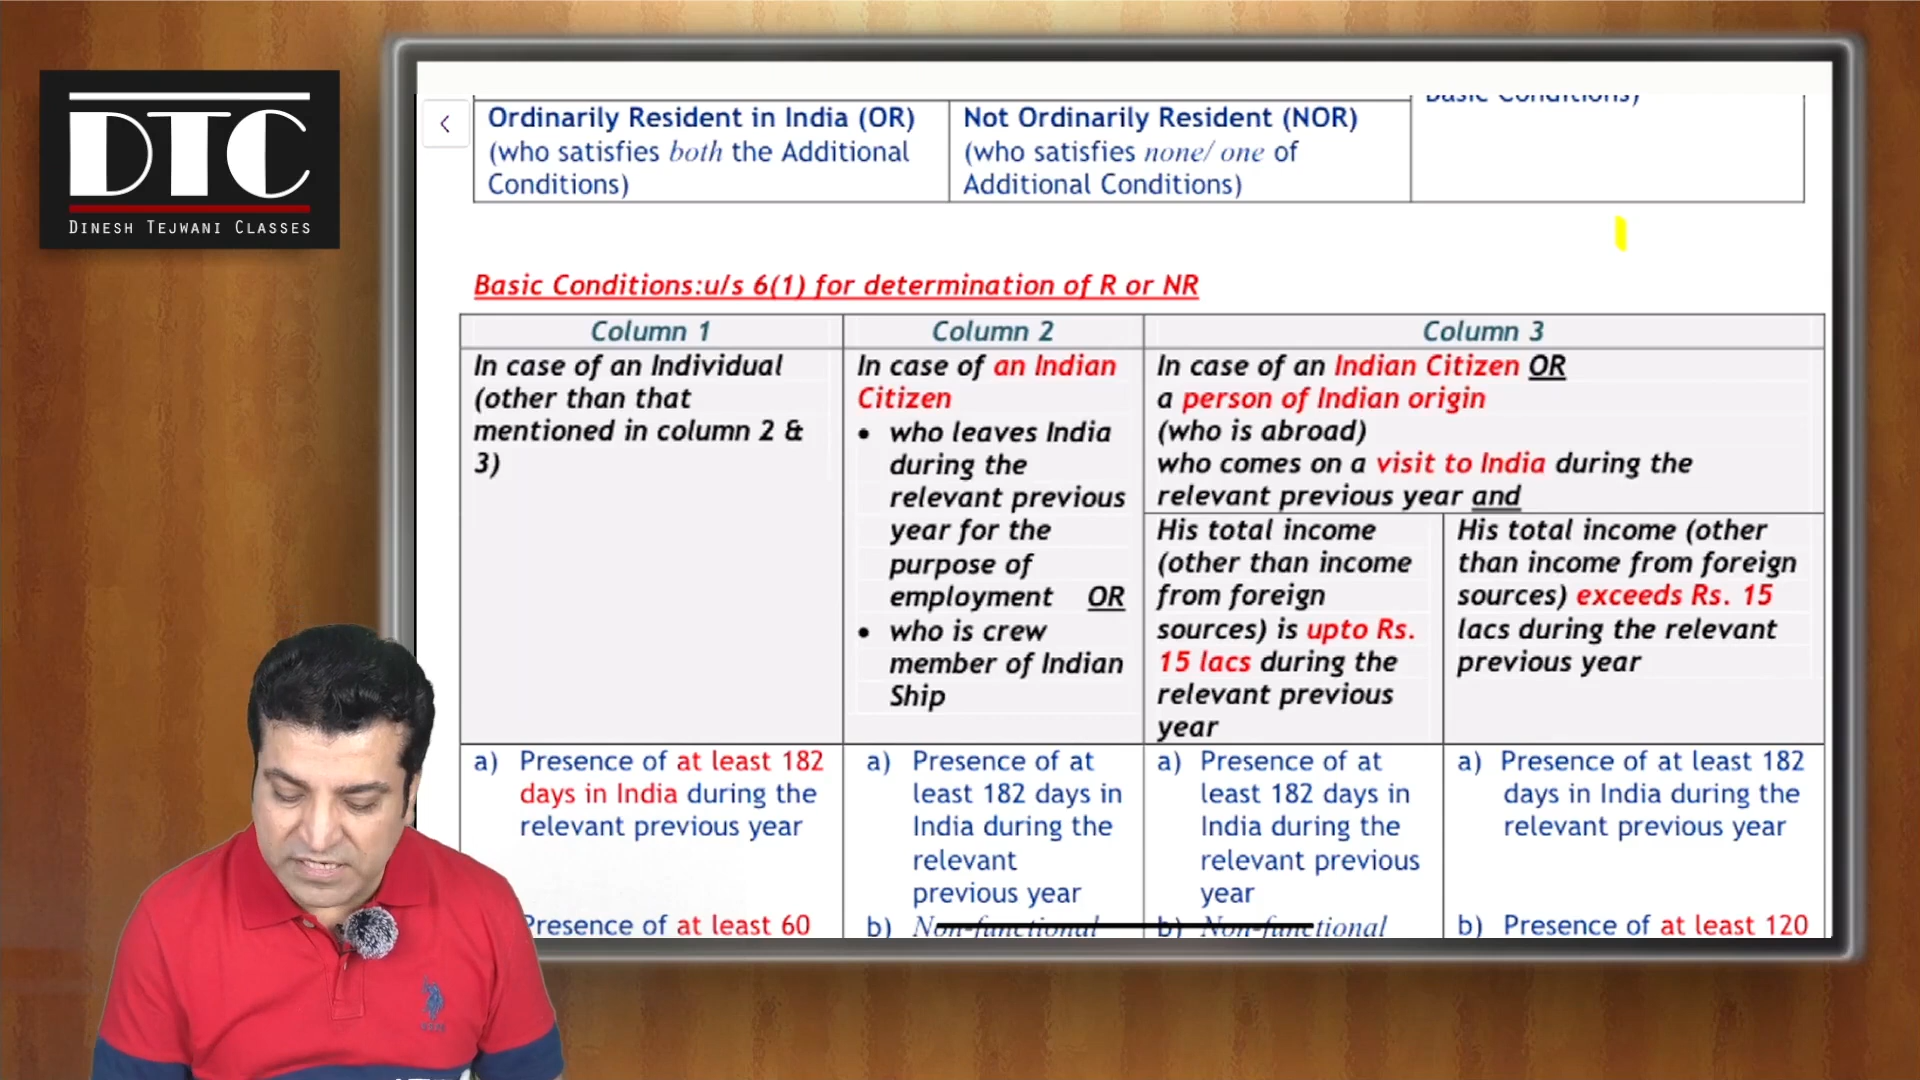 DTC
DINESH TEJWANI CLASSES
Basic Conditions)
Ordinarily Resident in India (OR)
(who satisfies both the Additional
Conditions)
Not Ordinarily Resident (NOR)
(who satisfies none/ one of
Additional Conditions)
Basic Conditions:u/s 6(1) for determination of R or NR
Column 1
Column 2
Column 3
In case of an Individual
(other than that
mentioned in column 2 &
3)
In case of an Indian
Citizen
• who leaves India
during the
relevant previous
year for the
purpose of
employment OR
• who is crew
member of Indian
Ship
In case of an Indian Citizen OR
a person of Indian origin
(who is abroad)
who comes on a visit to India during the
relevant previous year and
His total income
(other than income
from foreign
sources) is upto Rs.
15 lacs during the
relevant previous
year
His total income (other
than income from foreign
sources) exceeds Rs. 15
lacs during the relevant
previous year
a) Presence of at least 182
days in India during the
relevant previous year
Presence of at least 60
a) Presence of at
least 182 days in
India during the
relevant
previous year
b) Non-functional
a) Presence of at
least 182 days in
India during the
relevant previous
year
b) Non-functional
a) Presence of at least 182
days in India during the
relevant previous year
b) Presence of at least 120